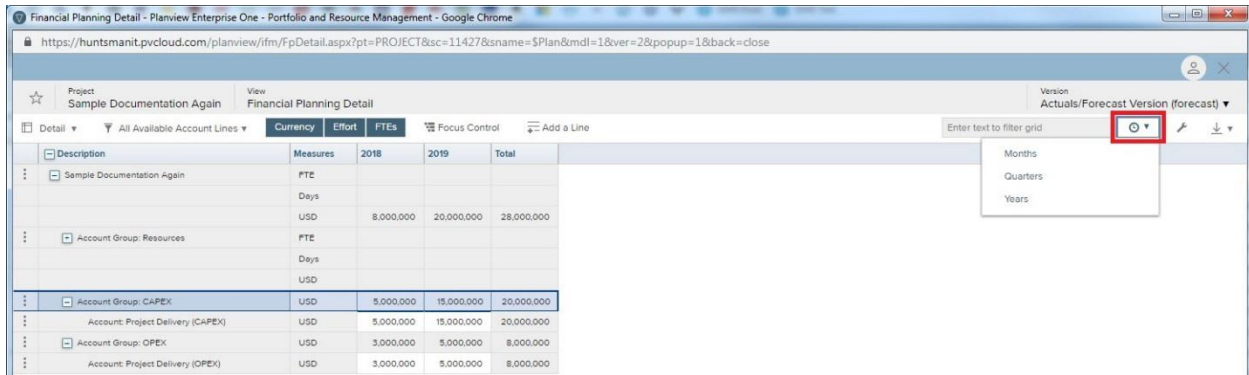 Financial Planning Detail - Planview Enterprise One - Portfolio and Resource Management - Google Chrome
https://huntsmanit.pvcloud.com/planview/ifm/FpDetail.aspx?pt=PROJECT&sc=11427&sname=$Plan&mdl=1&ver=2&popup=1&back=close
Project View Version
Sample Documentation Again Financial Planning Detail Actuals/Forecast Version (forecast)
Detail All Available Account Lines Currency Effort FTEs Focus Control Add a Line Enter text to filter grid
Description Measures 2018 2019 Total
Months
Quarters
Years
Sample Documentation Again FTE
Days
USD 8,000,000 20,000,000 28,000,000
Account Group: Resources FTE
Days
USD
Account Group: CAPEX USD 5,000,000 15,000,000 20,000,000
Account: Project Delivery (CAPEX) USD 5,000,000 15,000,000 20,000,000
Account Group: OPEX USD 3,000,000 5,000,000 8,000,000
Account: Project Delivery (OPEX) USD 3,000,000 5,000,000 8,000,000